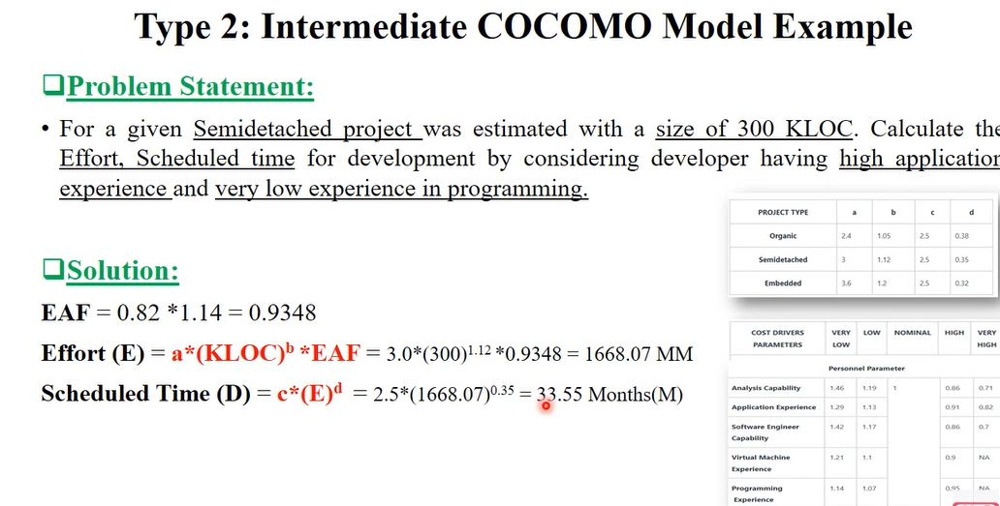 Type 2: Intermediate COCOMO Model Example
❑Problem Statement:
• For a given Semidetached project was estimated with a size of 300 KLOC. Calculate the
Effort, Scheduled time for development by considering developer having high application
experience and very low experience in programming.
PROJECT TYPE a b c d
Organic 2.4 1.05 2.5 0.38
Semidetached 3 1.12 2.5 0.35
Embedded 3.6 1.2 2.5 0.32
❑Solution:
EAF = 0.82 *1.14 = 0.9348
Effort (E) = a*(KLOC)ᵇ *EAF = 3.0*(300)¹·¹² *0.9348 = 1668.07 MM
Scheduled Time (D) = c*(E)ᵈ = 2.5*(1668.07)⁰·³⁵ = 33.55 Months(M)
COST DRIVERS PARAMETERS VERY LOW LOW NOMINAL HIGH VERY HIGH
Personnel Parameter
Analysis Capability 1.46 1.19 1 0.86 0.71
Application Experience 1.29 1.13 0.91 0.82
Software Engineer Capability 1.42 1.17 0.86 0.7
Virtual Machine Experience 1.21 1.1 0.9 NA
Programming Experience 1.14 1.07 0.95 NA